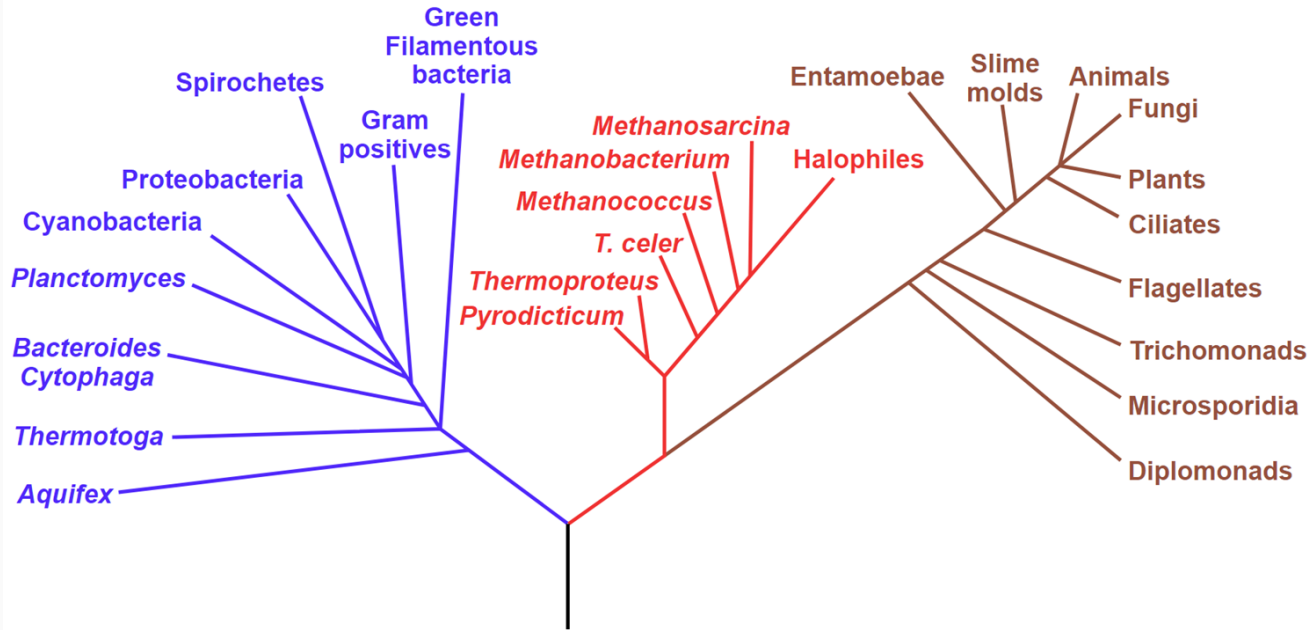 Green
Filamentous
bacteria
Spirochetes
Gram
positives
Proteobacteria
Cyanobacteria
Planctomyces
Bacteroides
Cytophaga
Thermotoga
Aquifex
Methanosarcina
Methanobacterium
Halophiles
Methanococcus
T. celer
Thermoproteus
Pyrodicticum
Entamoebae
Slime
molds
Animals
Fungi
Plants
Ciliates
Flagellates
Trichomonads
Microsporidia
Diplomonads